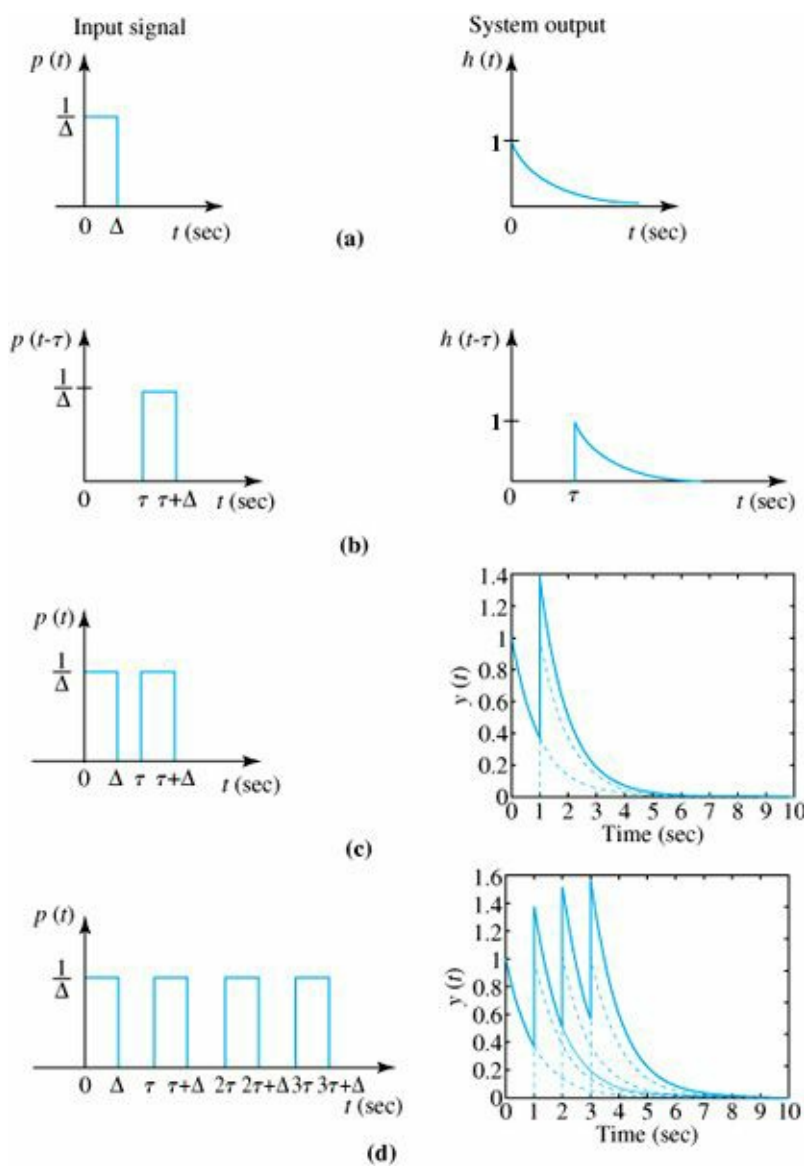 Input signal
System output
p (t)
h (t)
1
Δ
1
0 Δ t (sec)
0 t (sec)
(a)
p (t-τ)
h (t-τ)
1
Δ
1
0 τ τ+Δ t (sec)
0 τ t (sec)
(b)
p (t)
1
Δ
0 Δ τ τ+Δ t (sec)
1.4
1.2
1
0.8
0.6
0.4
0.2
0
y (t)
0 1 2 3 4 5 6 7 8 9 10
Time (sec)
(c)
p (t)
1
Δ
0 Δ τ τ+Δ 2τ 2τ+Δ 3τ 3τ+Δ
t (sec)
1.6
1.4
1.2
1
0.8
0.6
0.4
0.2
0
y (t)
0 1 2 3 4 5 6 7 8 9 10
Time (sec)
(d)